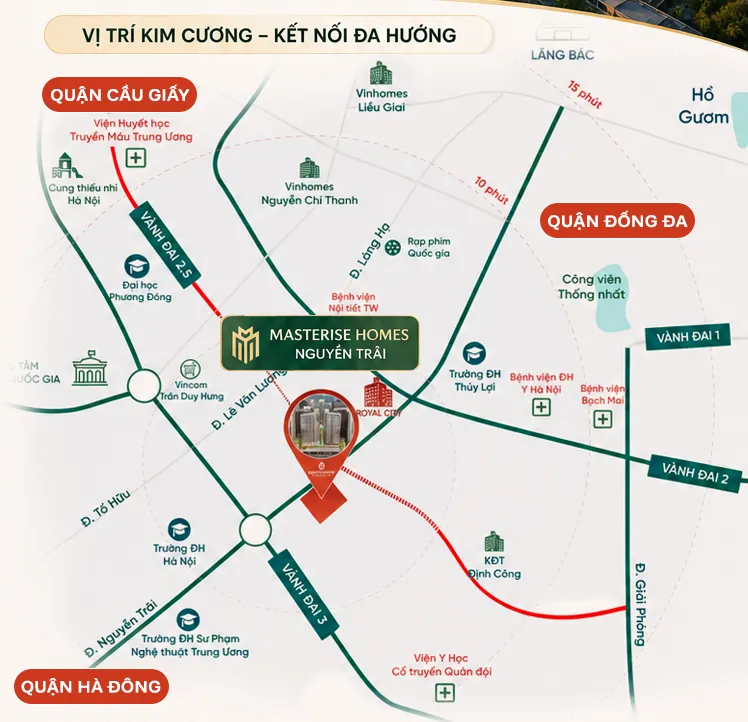 VỊ TRÍ KIM CƯƠNG – KẾT NỐI ĐA HƯỚNG
LĂNG BÁC
QUẬN CẦU GIẤY
Vinhomes
Liễu Giai
15 phút
Hồ
Gươm
Viện Huyết học
Truyền Máu Trung Ương
Cung thiếu nhi
Hà Nội
Vinhomes
Nguyễn Chí Thanh
10 phút
QUẬN ĐỐNG ĐA
VÀNH ĐAI 2.5
Đ. Láng Hạ
Rạp phim
Quốc gia
Đại học
Phương Đông
Công viên
Thống nhất
Bệnh viện
Nội tiết TW
MASTERISE HOMES
NGUYỄN TRÃI
VÀNH ĐAI 1
TÂM
QUỐC GIA
Vincom
Trần Duy Hưng
Đ. Lê Văn Lương
ROYAL CITY
Trường ĐH
Thủy Lợi
Bệnh viện ĐH
Y Hà Nội
Bệnh viện
Bạch Mai
VÀNH ĐAI 2
Đ. Tố Hữu
Trường ĐH
Hà Nội
VÀNH ĐAI 3
KĐT
Định Công
Đ. Giải Phóng
Đ. Nguyễn Trãi
Trường ĐH Sư Phạm
Nghệ thuật Trung Ương
Viện Y Học
Cổ truyền Quân đội
QUẬN HÀ ĐÔNG